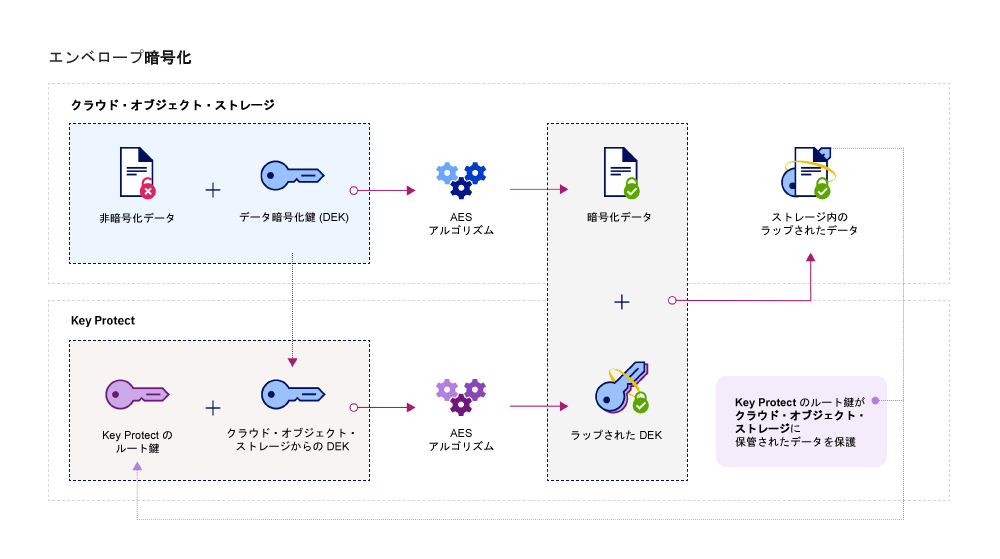 エンベロープ暗号化
クラウド・オブジェクト・ストレージ
非暗号化データ
データ暗号化鍵 (DEK)
AES
アルゴリズム
暗号化データ
ストレージ内の
ラップされたデータ
Key Protect
Key Protect の
ルート鍵
クラウド・オブジェクト・
ストレージからの DEK
AES
アルゴリズム
ラップされた DEK
Key Protect のルート鍵が
クラウド・オブジェクト・
ストレージに
保管されたデータを保護